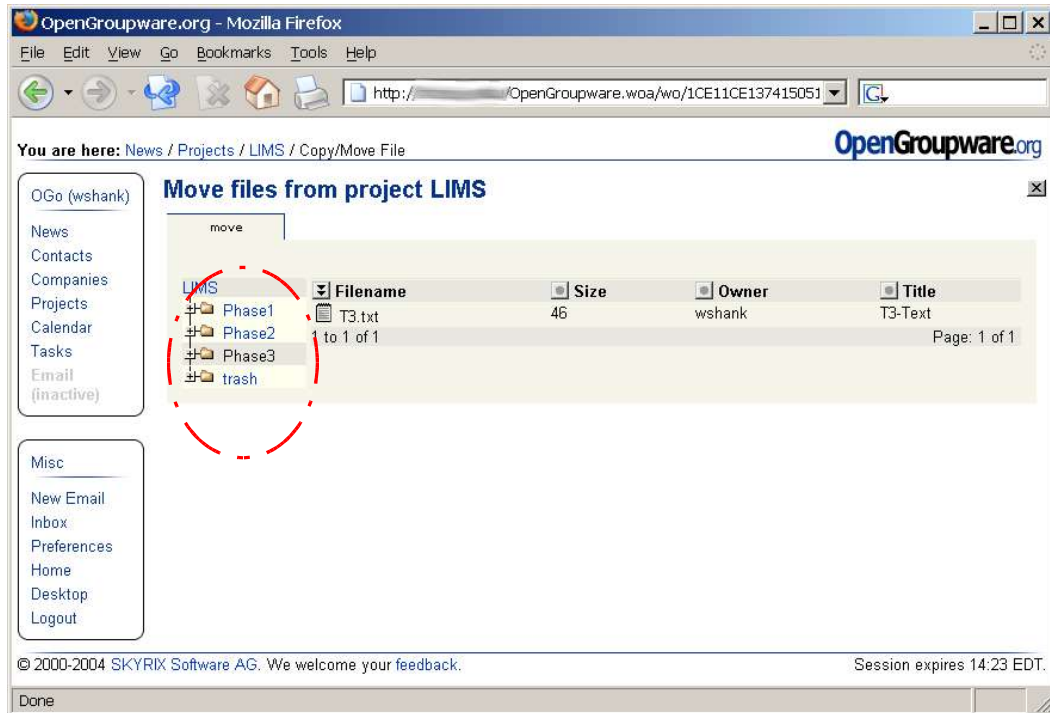 OpenGroupware.org - Mozilla Firefox
File Edit View Go Bookmarks Tools Help
http:// /OpenGroupware.woa/wo/1CE11CE137415051 G
You are here: News / Projects / LIMS / Copy/Move File
OpenGroupware.org
OGo (wshank)
News
Contacts
Companies
Projects
Calendar
Tasks
Email
(inactive)
Misc
New Email
Inbox
Preferences
Home
Desktop
Logout
Move files from project LIMS
move
LIMS
Phase1
Phase2
Phase3
trash
Filename Size Owner Title
T3.txt 46 wshank T3-Text
1 to 1 of 1 Page: 1 of 1
© 2000-2004 SKYRIX Software AG. We welcome your feedback. Session expires 14:23 EDT.
Done